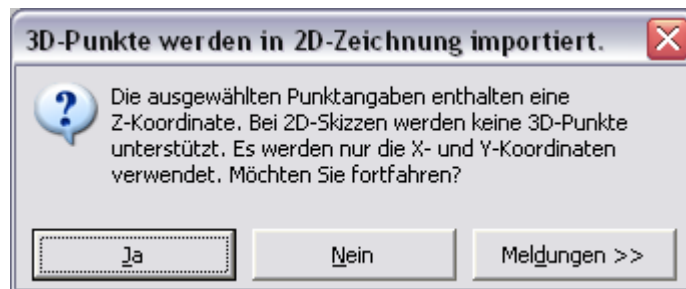 3D-Punkte werden in 2D-Zeichnung importiert.
Die ausgewählten Punktangaben enthalten eine
Z-Koordinate. Bei 2D-Skizzen werden keine 3D-Punkte
unterstützt. Es werden nur die X- und Y-Koordinaten
verwendet. Möchten Sie fortfahren?
Ja Nein Meldungen >>